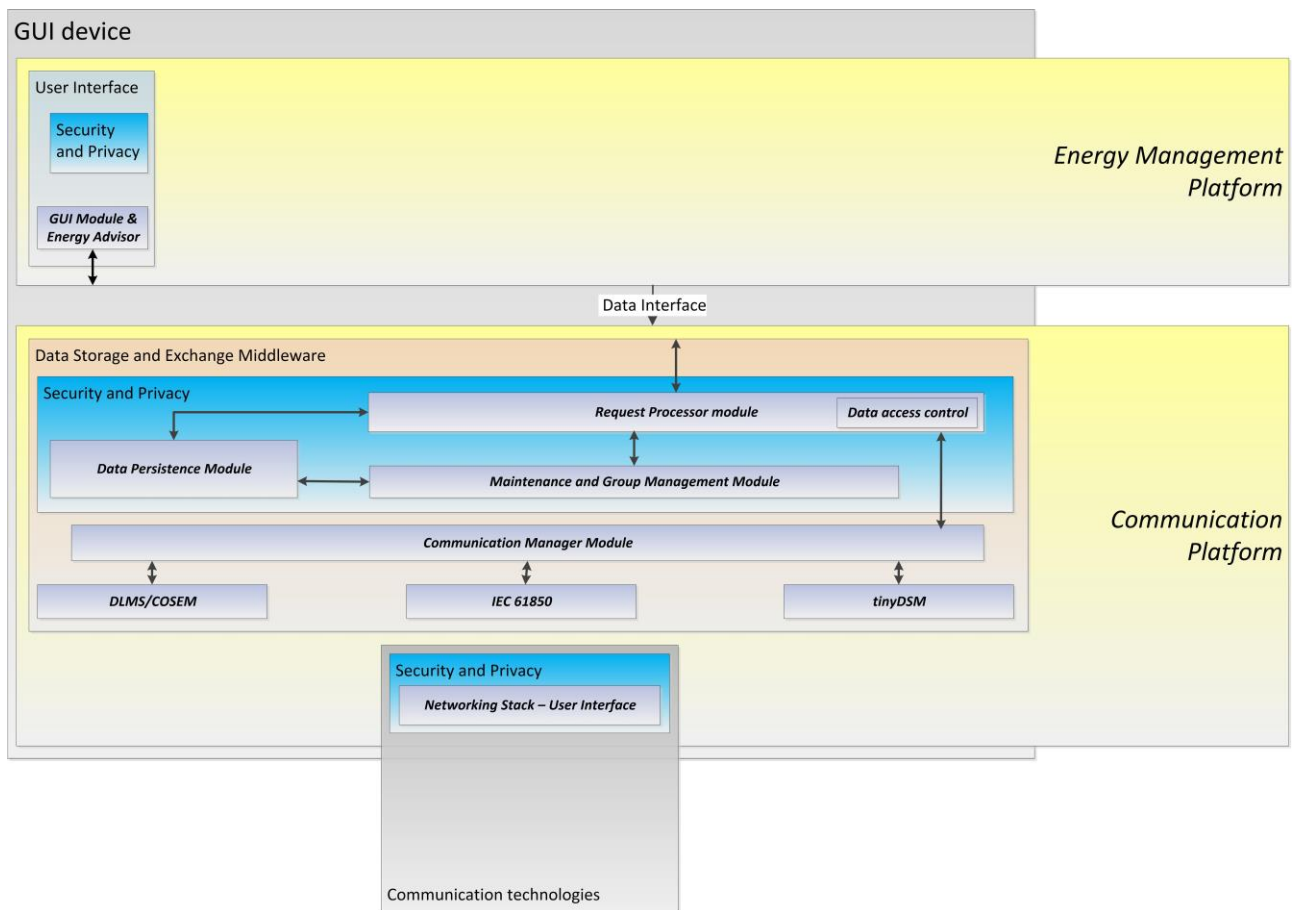 GUI device
User Interface
Security
and Privacy
GUI Module &
Energy Advisor
Energy Management
Platform
Data Interface
Data Storage and Exchange Middleware
Security and Privacy
Request Processor module
Data access control
Data Persistence Module
Maintenance and Group Management Module
Communication Manager Module
Communication
Platform
DLMS/COSEM
IEC 61850
tinyDSM
Security and Privacy
Networking Stack – User Interface
Communication technologies